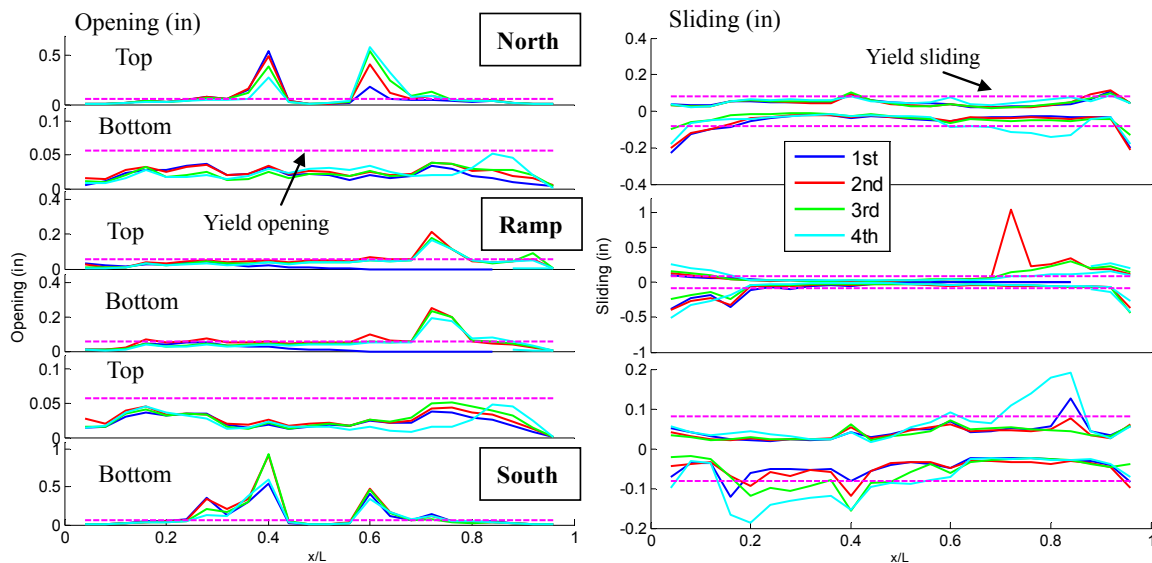 Opening (in)
North
Top
0.5
0
0.1
Bottom
0.05
0
Yield opening
0.4
Top
Ramp
0.2
0
0.4
Bottom
0.2
0
Opening (in)
0.1
Top
0.05
0
1
Bottom
South
0.5
0
0 0.2 0.4 0.6 0.8 1
x/L
Sliding (in)
0.4
Yield sliding
0.2
0
-0.2
-0.4
1st
2nd
3rd
4th
1
0.5
0
-0.5
-1
Sliding (in)
0.2
0.1
0
-0.1
-0.2
0 0.2 0.4 0.6 0.8 1
x/L